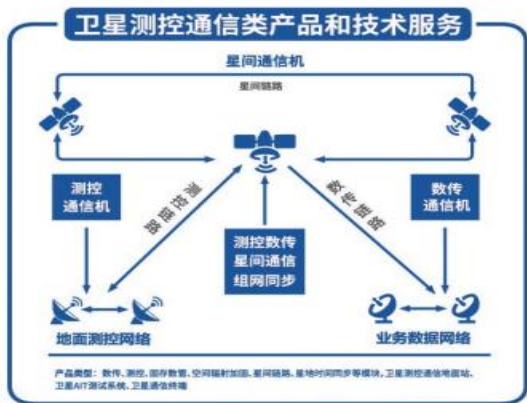 卫星测控通信类产品和技术服务
星间通信机
星间链路
测控
通信机
测控链路
数传链路
数传
通信机
测控数传
星间通信
组网同步
地面测控网络
业务数据网络
产品类型：数传、测控、固存数管、空间辐射加固、星间链路、星地时间同步等模块，卫星测控通信地面站、
卫星AIT测试系统、卫星通信终端